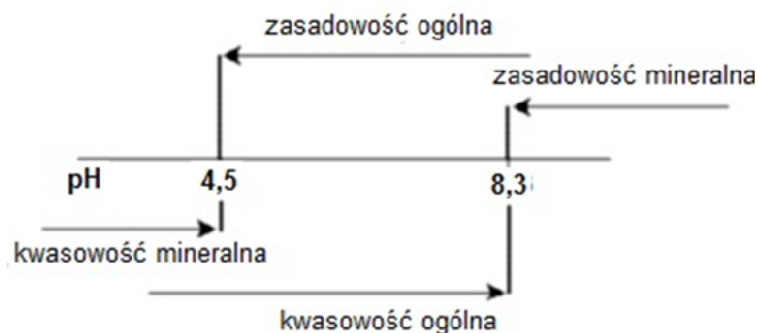 zasadowość ogólna
zasadowość mineralna
pH 4,5 8,3
kwasowość mineralna
kwasowość ogólna